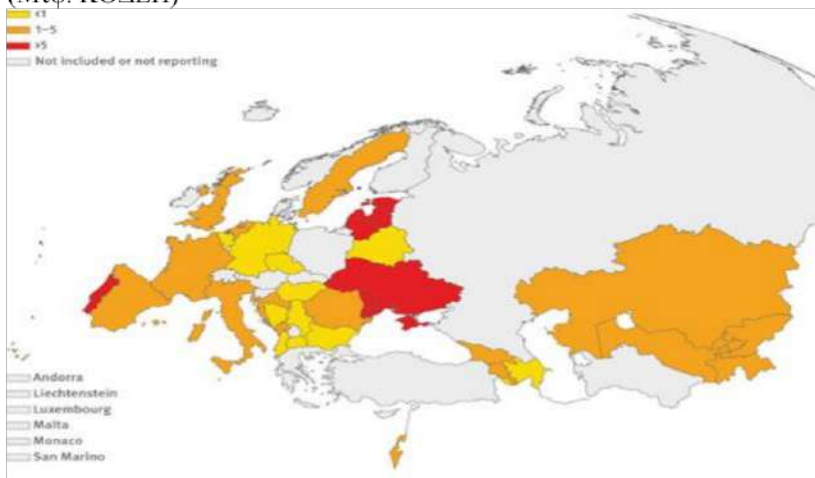 <1
1–5
>5
Not included or not reporting
Andorra
Liechtenstein
Luxembourg
Malta
Monaco
San Marino